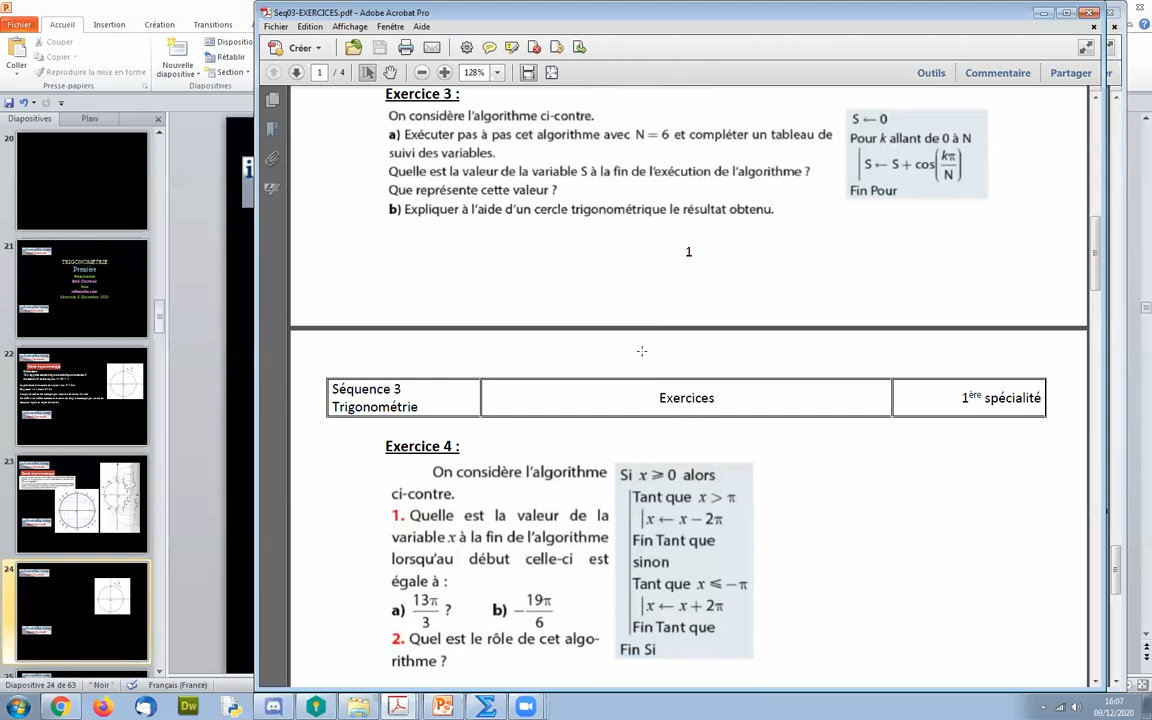 Seq03-EXERCICES.pdf - Adobe Acrobat Pro
Fichier Accueil Insertion Création Transitions
Fichier Edition Affichage Fenêtre Aide
Couper
Copier
Reproduire la mise en forme
Coller
Presse-papiers
Nouvelle diapositive
Dispositio
Rétablir
Section
Diapositives
Créer
1 / 4 128%
Outils Commentaire Partager
Diapositives Plan
20
21
TRIGONOMÉTRIE
Première
22
23
24
Exercice 3 :
On considère l'algorithme ci-contre.
a) Exécuter pas à pas cet algorithme avec N = 6 et compléter un tableau de
suivi des variables.
Quelle est la valeur de la variable S à la fin de l'exécution de l'algorithme ?
Que représente cette valeur ?
b) Expliquer à l'aide d'un cercle trigonométrique le résultat obtenu.
S ← 0
Pour k allant de 0 à N
S ← S + cos(kπ/N)
Fin Pour
1
Séquence 3
Trigonométrie
Exercices
1ère spécialité
Exercice 4 :
On considère l'algorithme
ci-contre.
1. Quelle est la valeur de la
variable x à la fin de l'algorithme
lorsqu'au début celle-ci est
égale à :
a) 13π/3 ? b) −19π/6
2. Quel est le rôle de cet algo-
rithme ?
Si x ⩾ 0 alors
Tant que x > π
x ← x − 2π
Fin Tant que
sinon
Tant que x ⩽ −π
x ← x + 2π
Fin Tant que
Fin Si
Diapositive 24 de 63 "Noir" Français (France)
16:07
09/12/2020